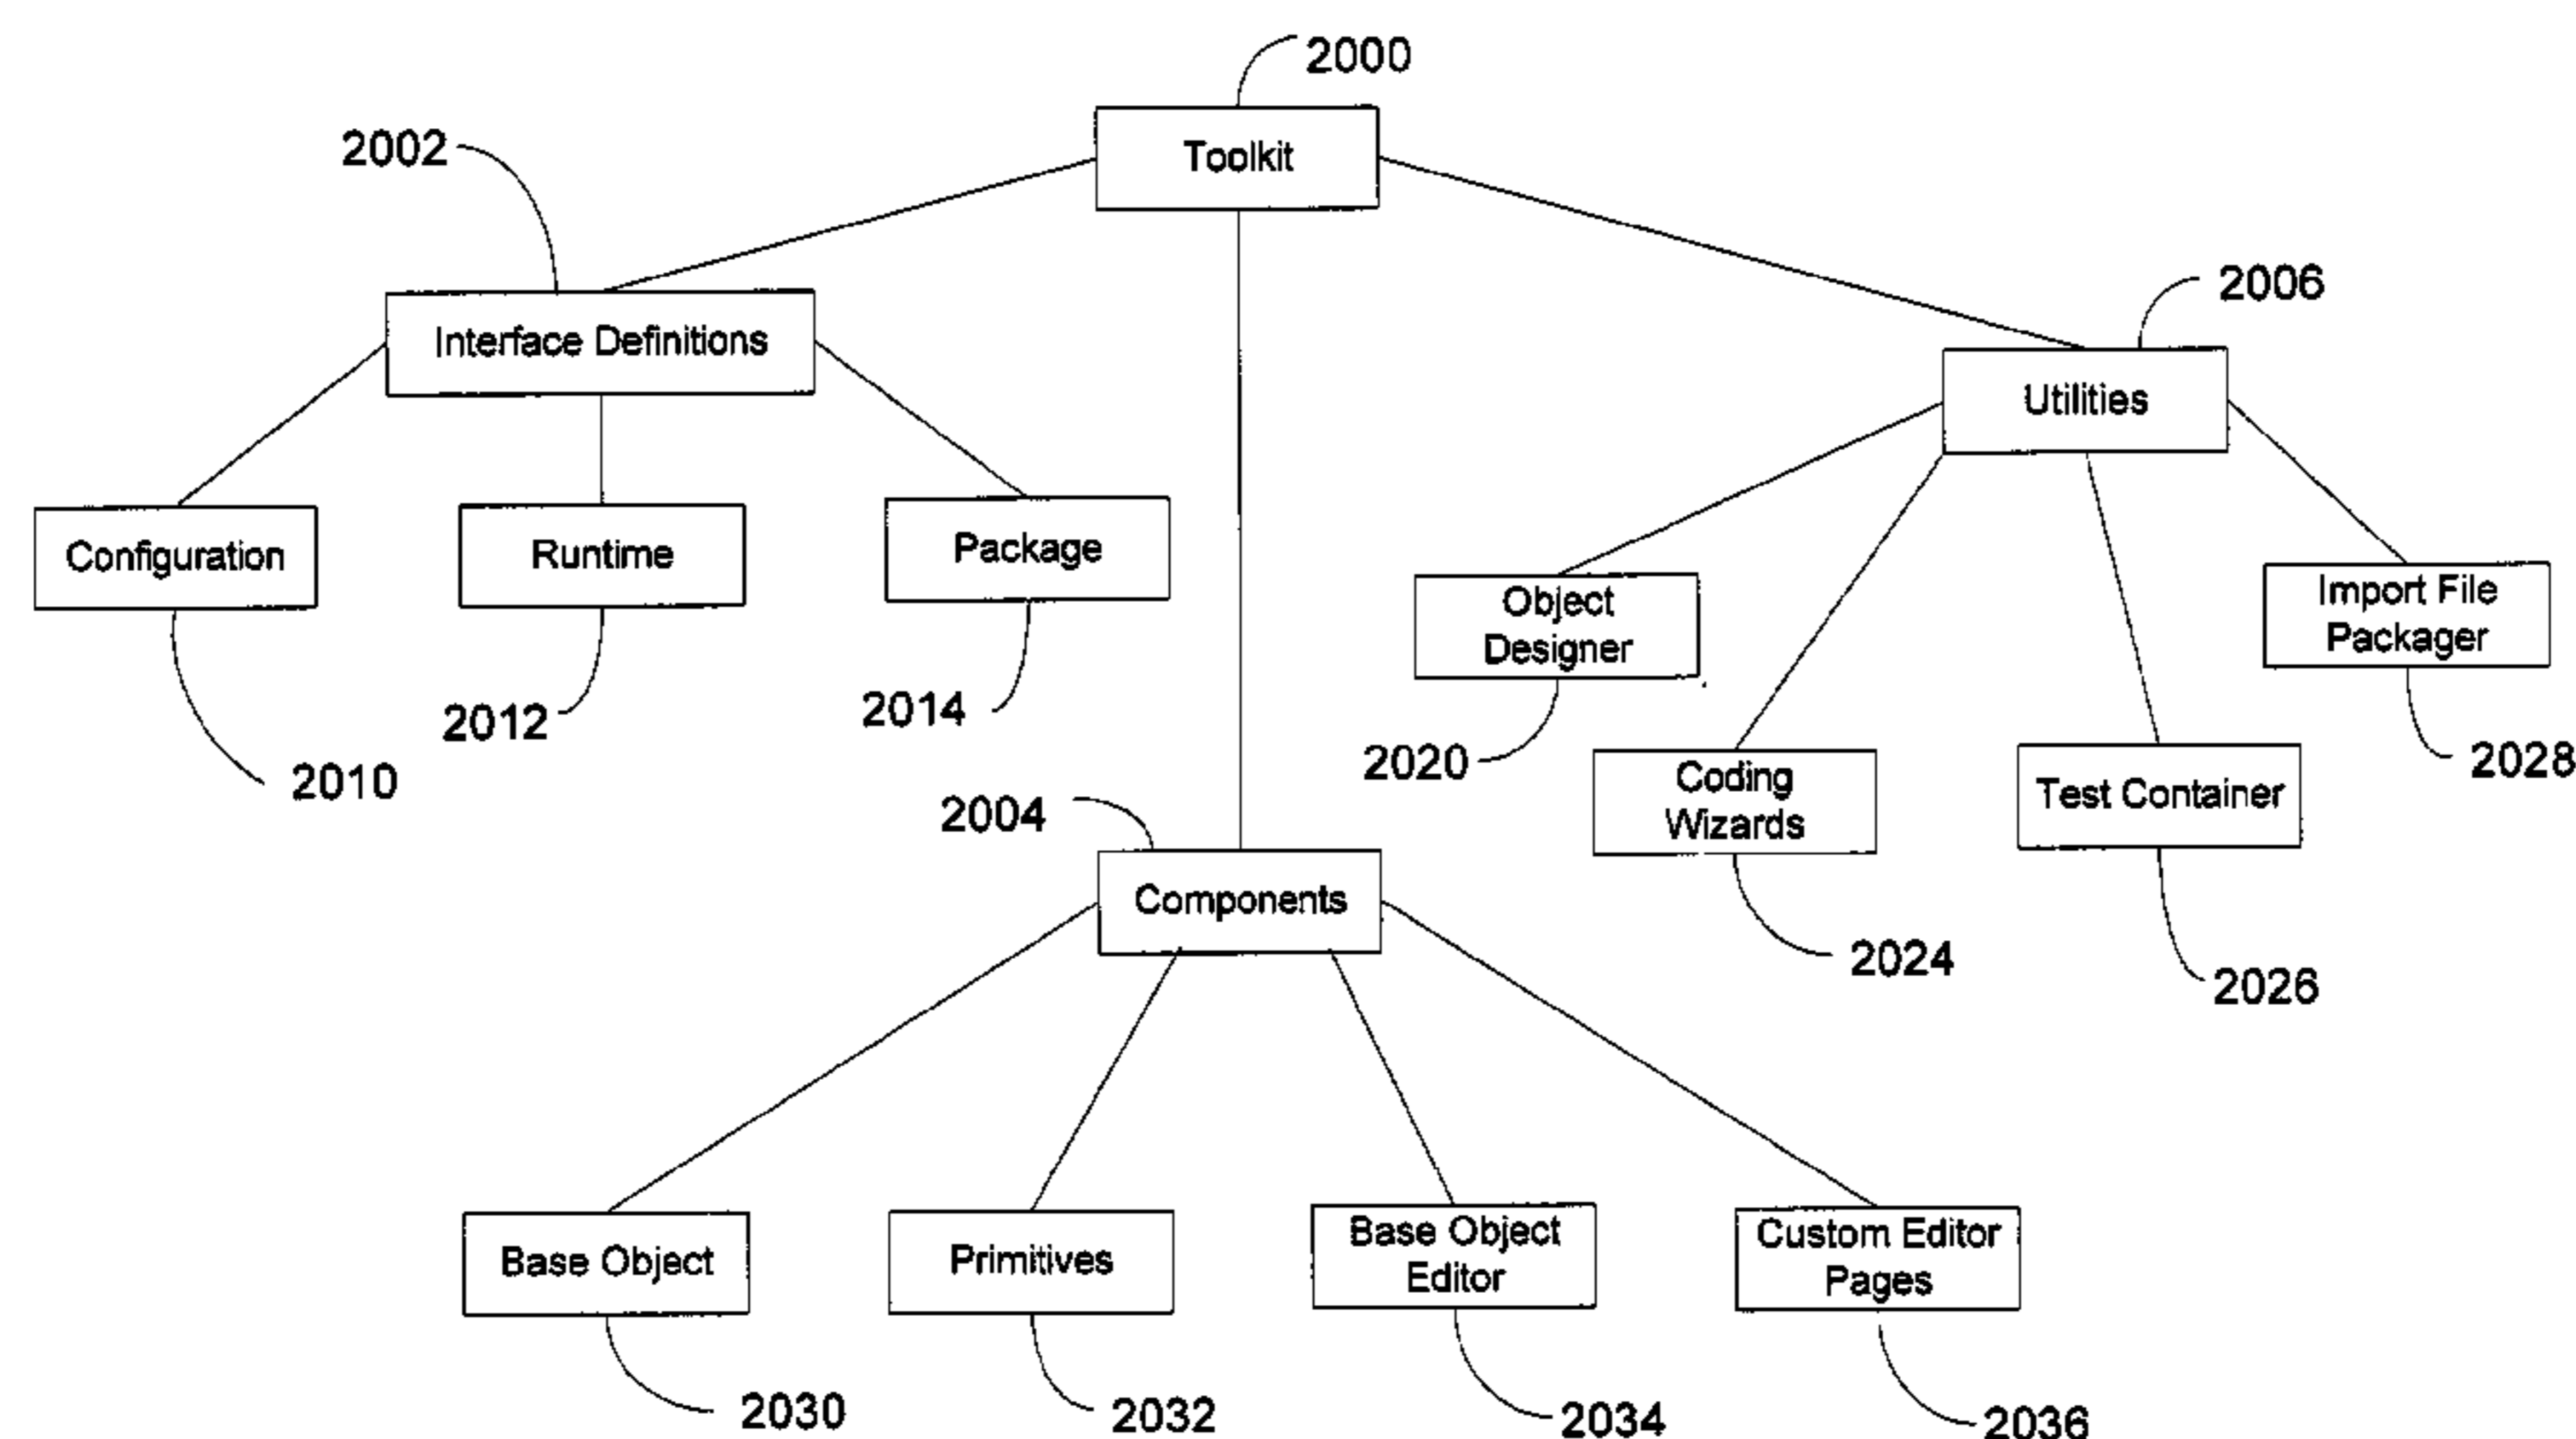 2000
Toolkit
2002
2006
Interface Definitions
Utilities
Configuration
Runtime
Package
Object
Designer
Import File
Packager
2010
2012
2014
2020
Coding
Wizards
Test Container
2028
2004
Components
2024
2026
Base Object
Primitives
Base Object
Editor
Custom Editor
Pages
2030
2032
2034
2036